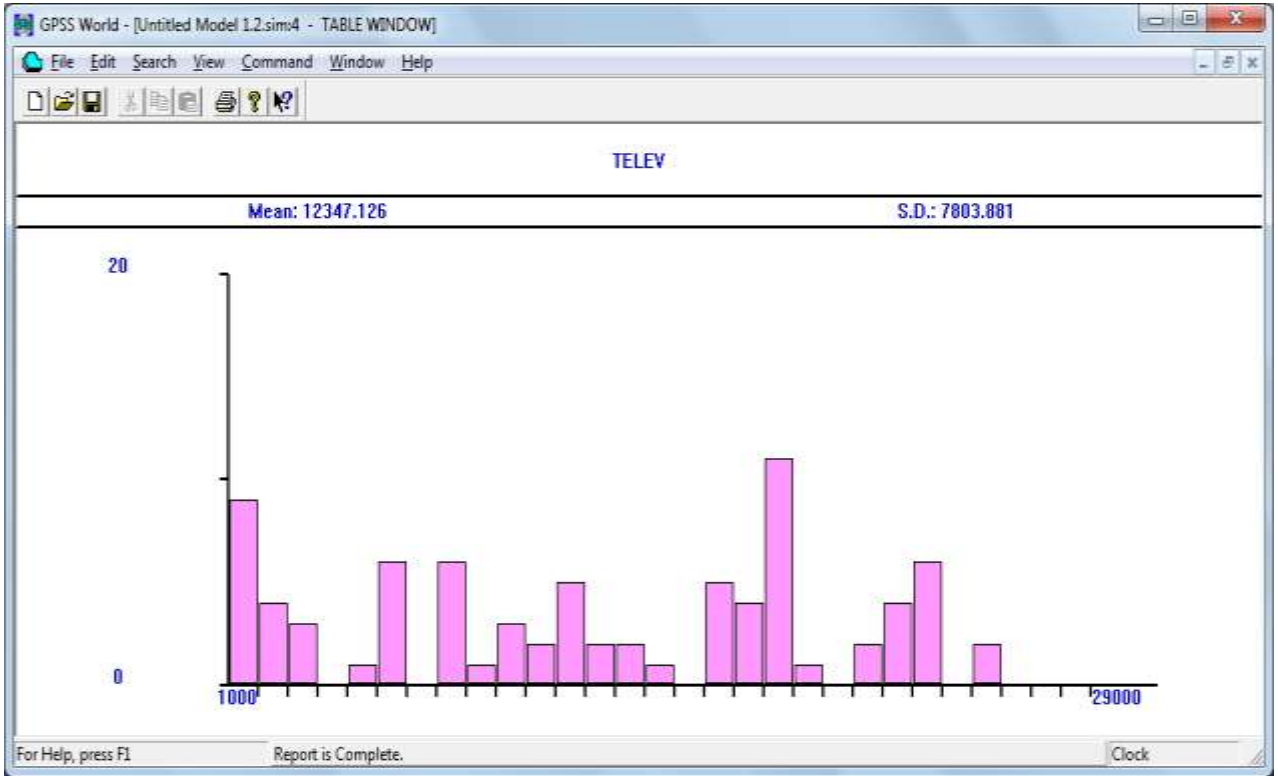 GPSS World - [Untitled Model 1.2.sim:4 - TABLE WINDOW]
File Edit Search View Command Window Help
TELEV
Mean: 12347.126 S.D.: 7803.881
20
0
1000 29000
For Help, press F1 Report is Complete. Clock